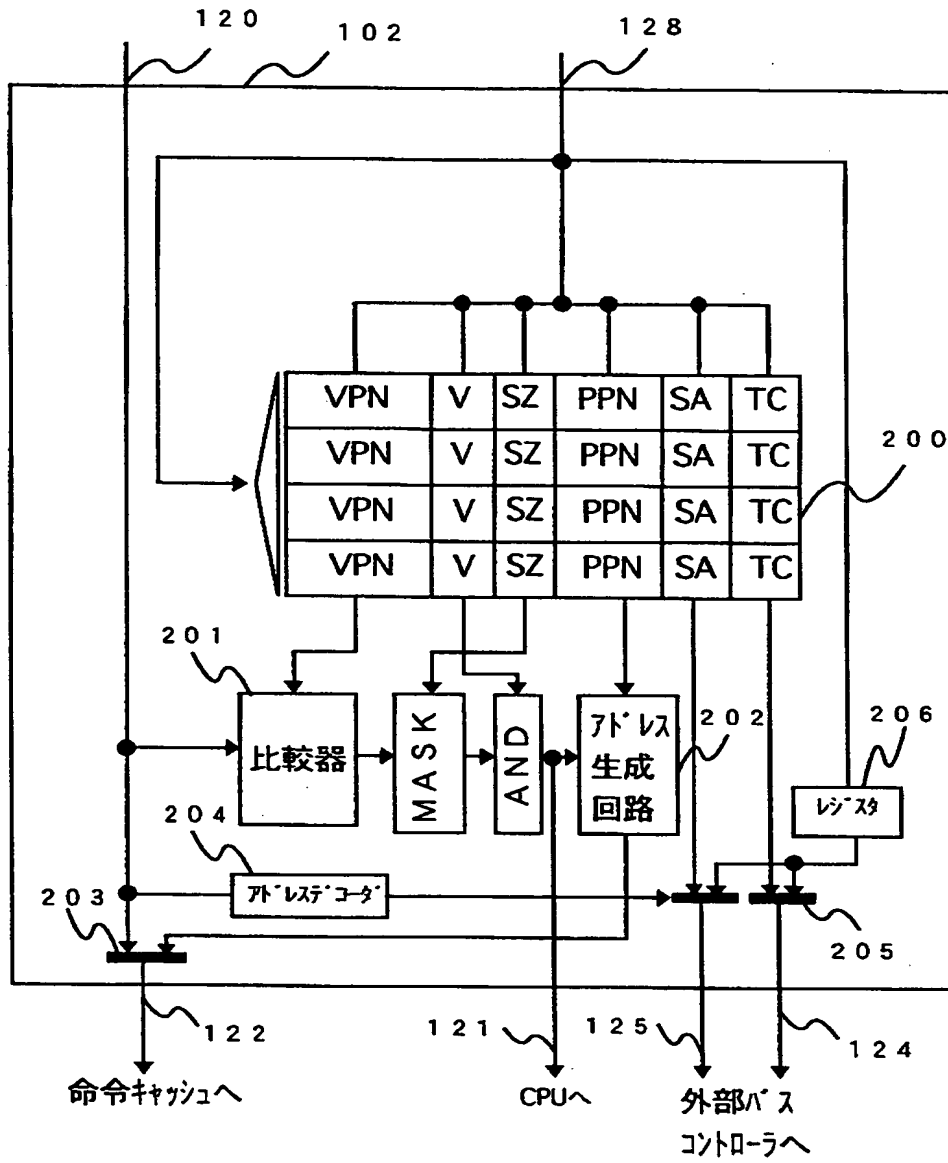 120
102
128
VPN V SZ PPN SA TC
VPN V SZ PPN SA TC
VPN V SZ PPN SA TC
VPN V SZ PPN SA TC
200
201
比較器
MASK
AND
アドレス
生成
回路
202
206
レジスタ
204
アドレスデコーダ
203
205
122
121
125
124
命令キャッシュへ
CPUへ
外部バス
コントローラへ